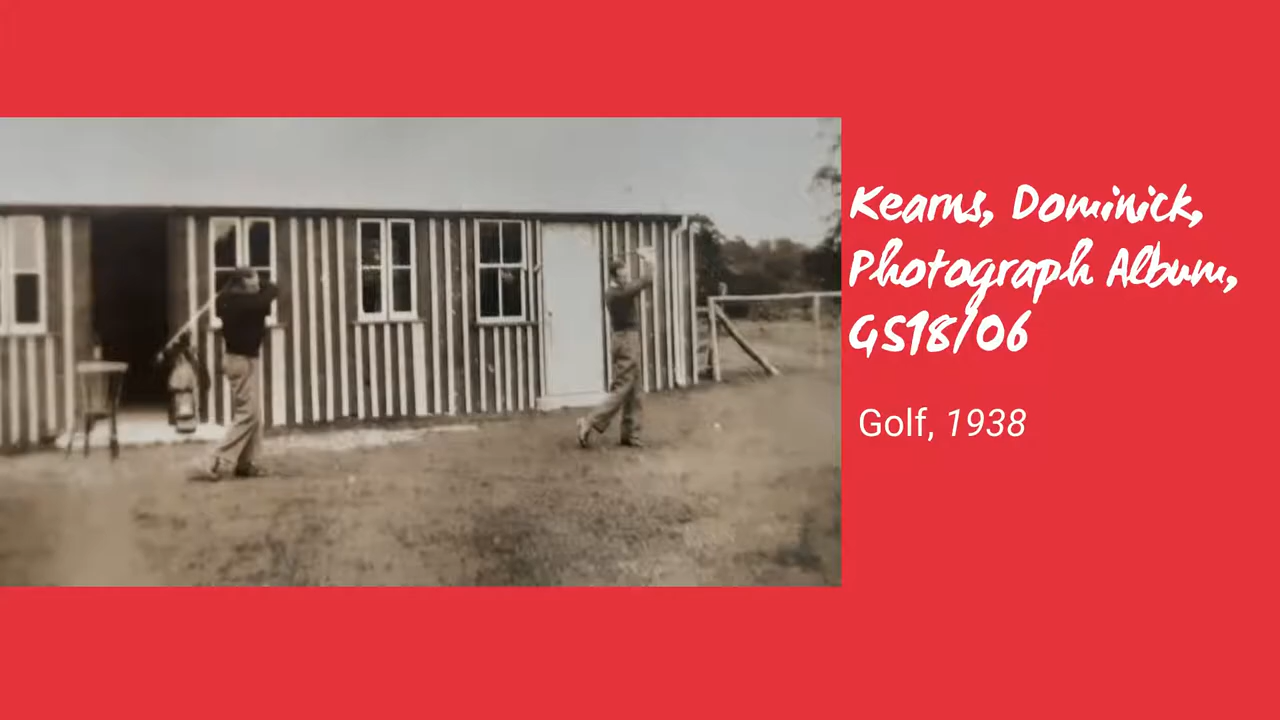 Kearns, Dominick,
Photograph Album,
GS18/06
Golf, 1938